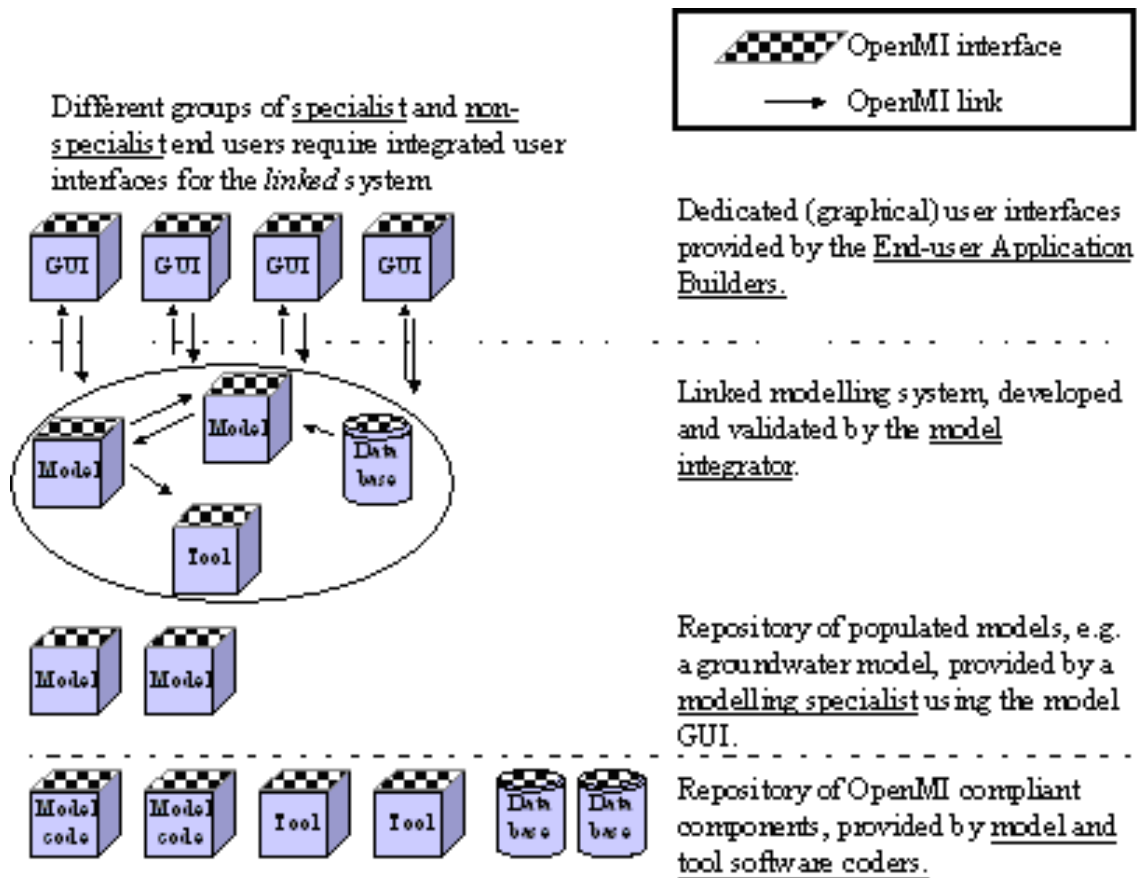 OpenMI interface
OpenMI link
Different groups of specialist and non-
specialist end users require integrated user
interfaces for the linked system
GUI
GUI
GUI
GUI
Dedicated (graphical) user interfaces
provided by the End-user Application
Builders.
Model
Model
Data
base
Tool
Linked modelling system, developed
and validated by the model
integrator.
Model
Model
Repository of populated models, e.g.
a groundwater model, provided by a
modelling specialist using the model
GUI.
Model
code
Model
code
Tool
Tool
Data
base
Data
base
Repository of OpenMI compliant
components, provided by model and
tool software coders.